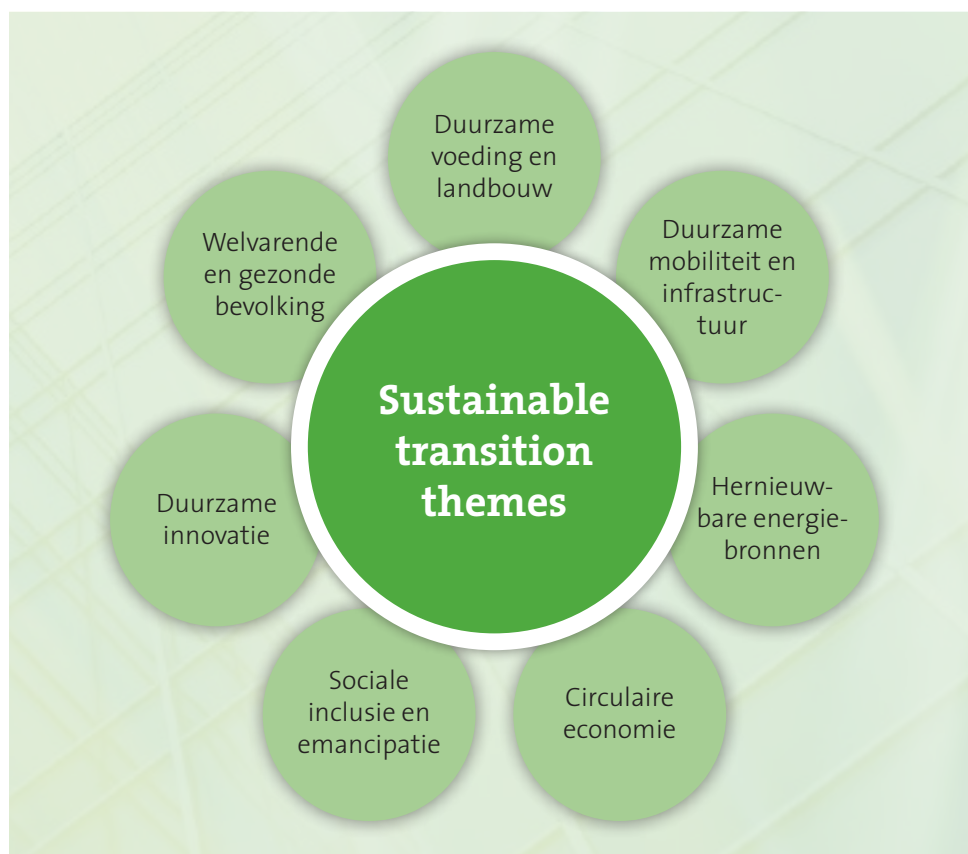 Duurzame
voeding en
landbouw
Duurzame
mobiliteit en
infrastruc-
tuur
Hernieuw-
bare energie-
bronnen
Circulaire
economie
Sociale
inclusie en
emancipatie
Duurzame
innovatie
Welvarende
en gezonde
bevolking
Sustainable
transition
themes